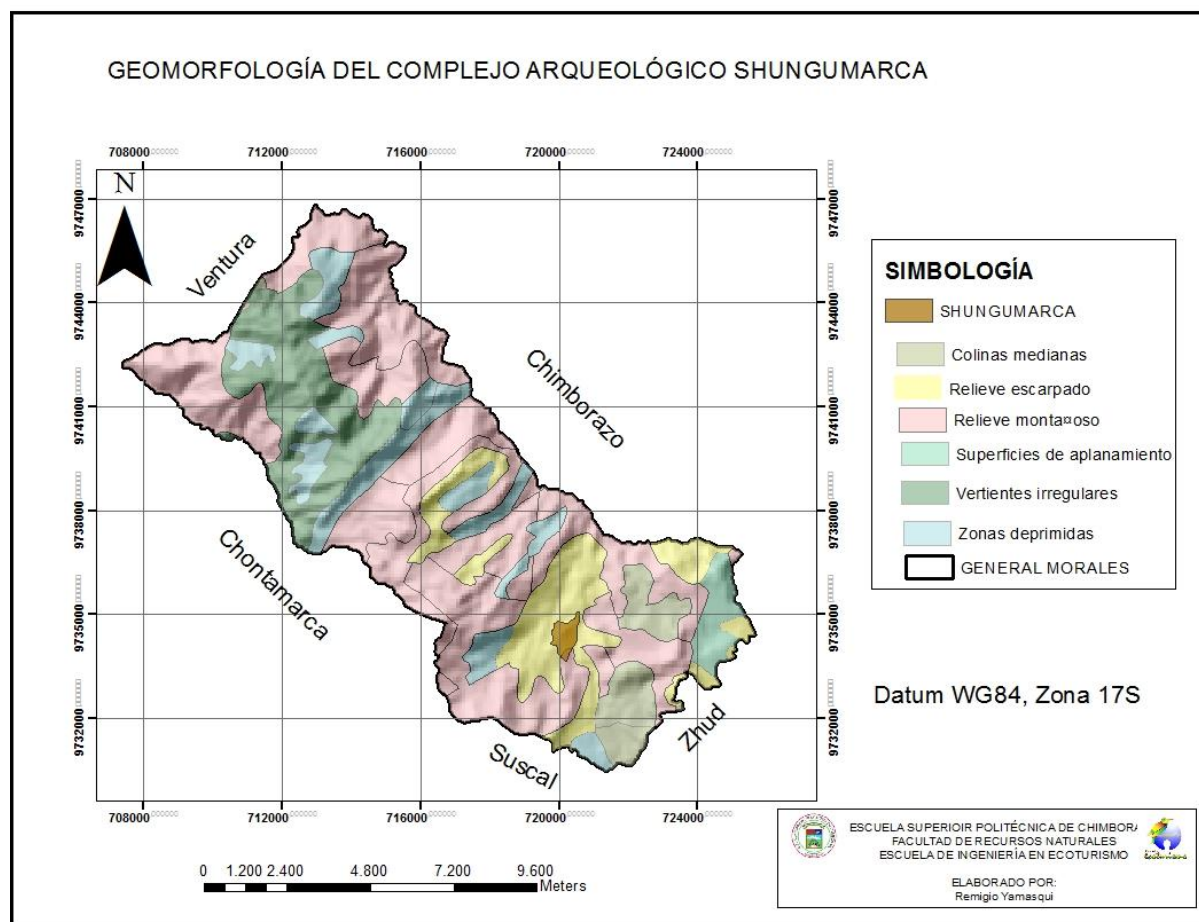 GEOMORFOLOGÍA DEL COMPLEJO ARQUEOLÓGICO SHUNGUMARCA
708000 712000 716000 720000 724000
N
9747000 9747000
Ventura
9744000 9744000
Chimborazo
9741000 9741000
9738000 9738000
Chontamarca
9735000 9735000
9732000 9732000
Zhud
Suscal
708000 712000 716000 720000 724000
0 1.200 2.400 4.800 7.200 9.600
Meters
SIMBOLOGÍA
SHUNGUMARCA
Colinas medianas
Relieve escarpado
Relieve monta¤oso
Superficies de aplanamiento
Vertientes irregulares
Zonas deprimidas
GENERAL MORALES
Datum WG84, Zona 17S
ESCUELA SUPERIOIR POLITÉCNICA DE CHIMBORA
FACULTAD DE RECURSOS NATURALES
ESCUELA DE INGENIERÍA EN ECOTURISMO
ELABORADO POR:
Remigio Yamasqui